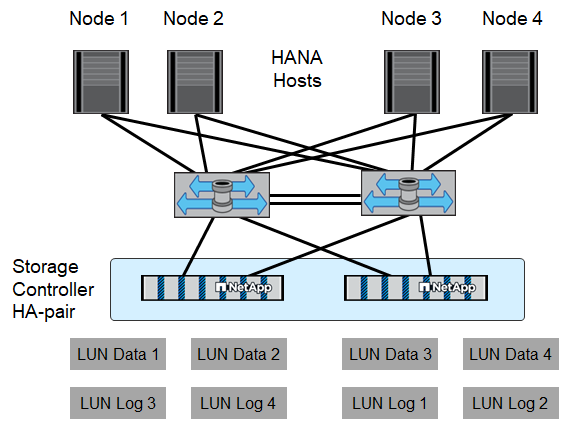 Node 1
Node 2
Node 3
Node 4
HANA
Hosts
Storage
Controller
HA-pair
NetApp
NetApp
LUN Data 1
LUN Data 2
LUN Data 3
LUN Data 4
LUN Log 3
LUN Log 4
LUN Log 1
LUN Log 2